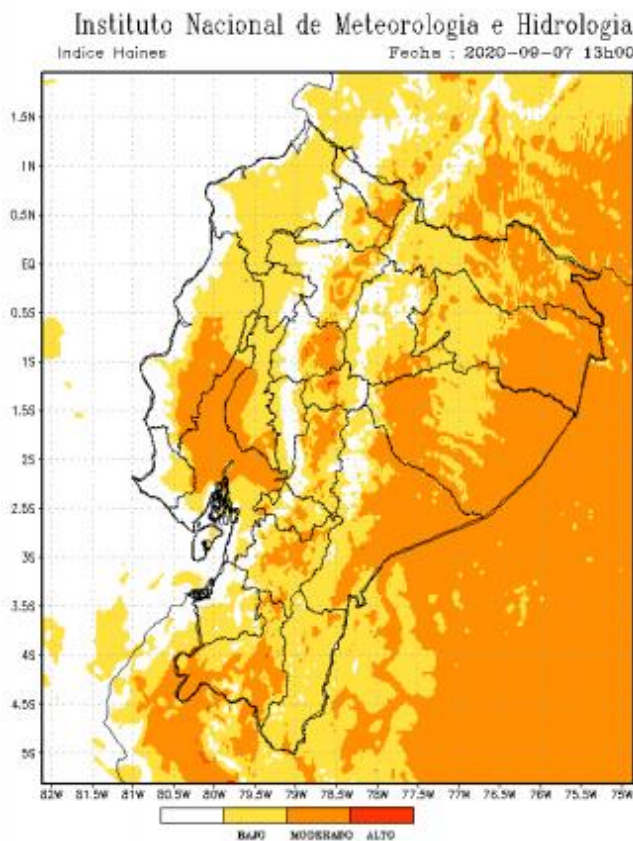 Instituto Nacional de Meteorologia e Hidrologia
Indice Haines Fecha : 2020-09-07 13h00
1.5N
1N
0.5N
EQ
0.5S
1S
1.5S
2S
2.5S
3S
3.5S
4S
4.5S
5S
82W 81.5W 81W 80.5W 80W 79.5W 79W 78.5W 78W 77.5W 77W 76.5W 76W 75.5W 75W
BAJO MODERADO ALTO